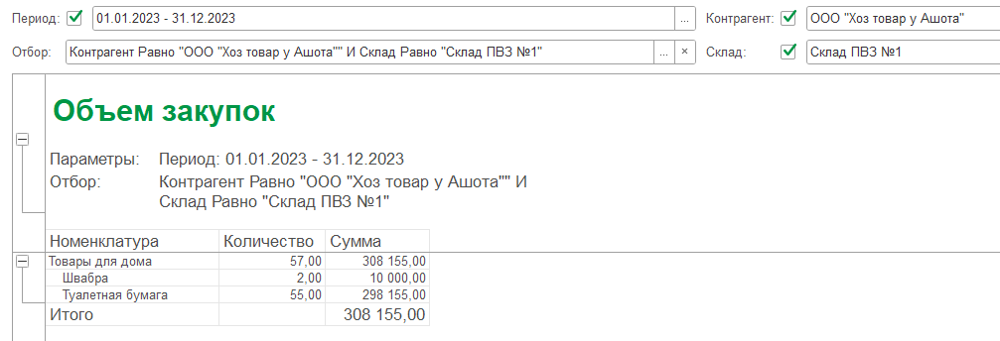 Период: 01.01.2023 - 31.12.2023 ... Контрагент: ООО "Хоз товар у Ашота"
Отбор: Контрагент Равно "ООО "Хоз товар у Ашота"" И Склад Равно "Склад ПВЗ №1" ... × Склад: Склад ПВЗ №1
Объем закупок
Параметры: Период: 01.01.2023 - 31.12.2023
Отбор: Контрагент Равно "ООО "Хоз товар у Ашота"" И
Склад Равно "Склад ПВЗ №1"
Номенклатура Количество Сумма
Товары для дома 57,00 308 155,00
Швабра 2,00 10 000,00
Туалетная бумага 55,00 298 155,00
Итого 308 155,00